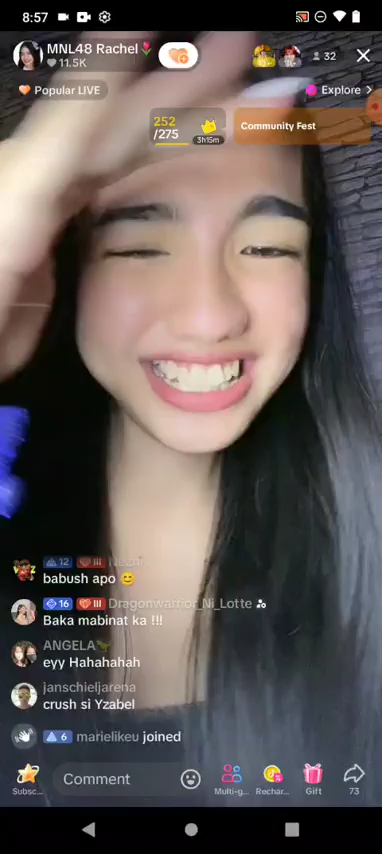 8:57
MNL48 Rachel🌷
11.5K
32
Popular LIVE
Explore
252
/275
3h15m
Community Fest
12 III
babush apo 😊
16 III Dragonwarrior_Ni_Lotte
Baka mabinat ka !!!
ANGELA🦖
eyy Hahahahah
janschieljarena
crush si Yzabel
6 marielikeu joined
Subsc...
Comment
Multi-g...
Rechar...
Gift
73